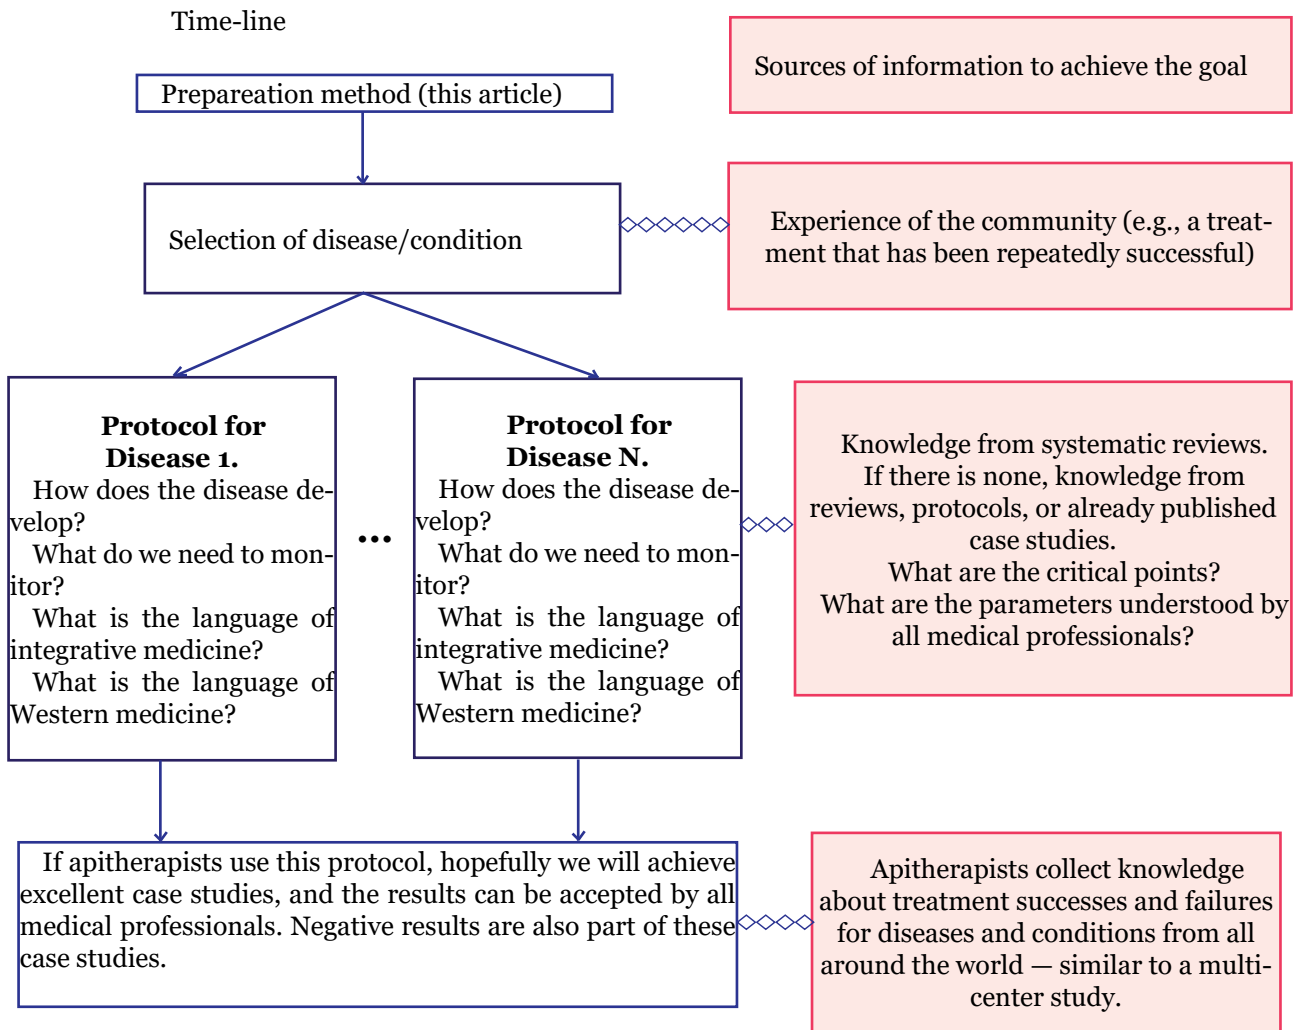 Time-line
Sources of information to achieve the goal
Prepareation method (this article)
Selection of disease/condition
Experience of the community (e.g., a treat-
ment that has been repeatedly successful)
Protocol for
Disease 1.
How does the disease de-
velop?
What do we need to mon-
itor?
What is the language of
integrative medicine?
What is the language of
Western medicine?
...
Protocol for
Disease N.
How does the disease de-
velop?
What do we need to mon-
itor?
What is the language of
integrative medicine?
What is the language of
Western medicine?
Knowledge from systematic reviews.
If there is none, knowledge from
reviews, protocols, or already published
case studies.
What are the critical points?
What are the parameters understood by
all medical professionals?
If apitherapists use this protocol, hopefully we will achieve
excellent case studies, and the results can be accepted by all
medical professionals. Negative results are also part of these
case studies.
Apitherapists collect knowledge
about treatment successes and failures
for diseases and conditions from all
around the world — similar to a multi-
center study.